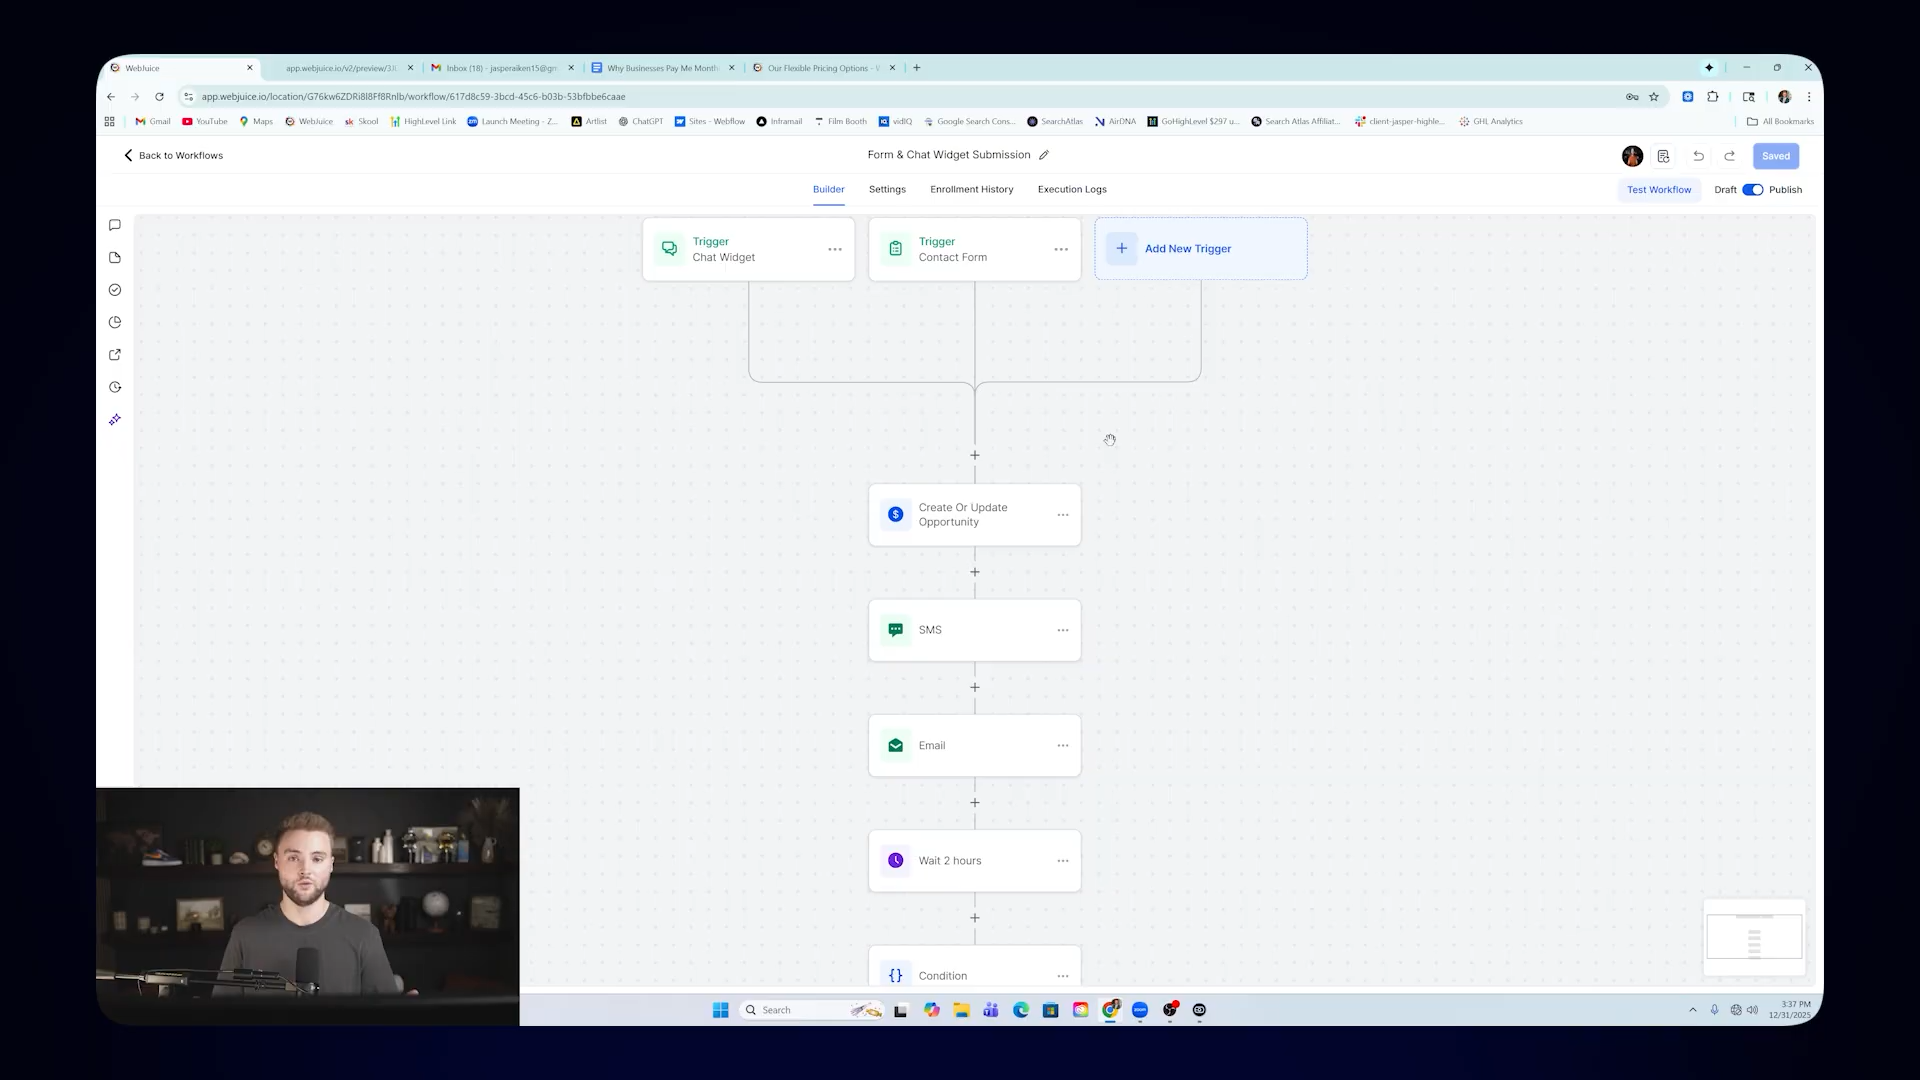 WebJuice
app.webjuice.io/v2/preview/3J
Inbox (18) - jasperaiken15@gm
Why Businesses Pay Me Month
Our Flexible Pricing Options -
app.webjuice.io/location/G76kw6ZDRi8l8Ff8Rnlb/workflow/617d8c59-3bcd-45c6-b03b-53bfbbe6caae
Gmail
YouTube
Maps
WebJuice
Skool
HighLevel Link
Launch Meeting - Z...
Artlist
ChatGPT
Sites - Webflow
Inframail
Film Booth
vidIQ
Google Search Cons...
SearchAtlas
AirDNA
GoHighLevel $297 u...
Search Atlas Affiliat...
client-jasper-highle...
GHL Analytics
All Bookmarks
Back to Workflows
Form & Chat Widget Submission
Saved
Builder
Settings
Enrollment History
Execution Logs
Test Workflow
Draft
Publish
Trigger
Chat Widget
Trigger
Contact Form
Add New Trigger
Create Or Update
Opportunity
SMS
Email
Wait 2 hours
Condition
Search
3:37 PM
12/31/2025